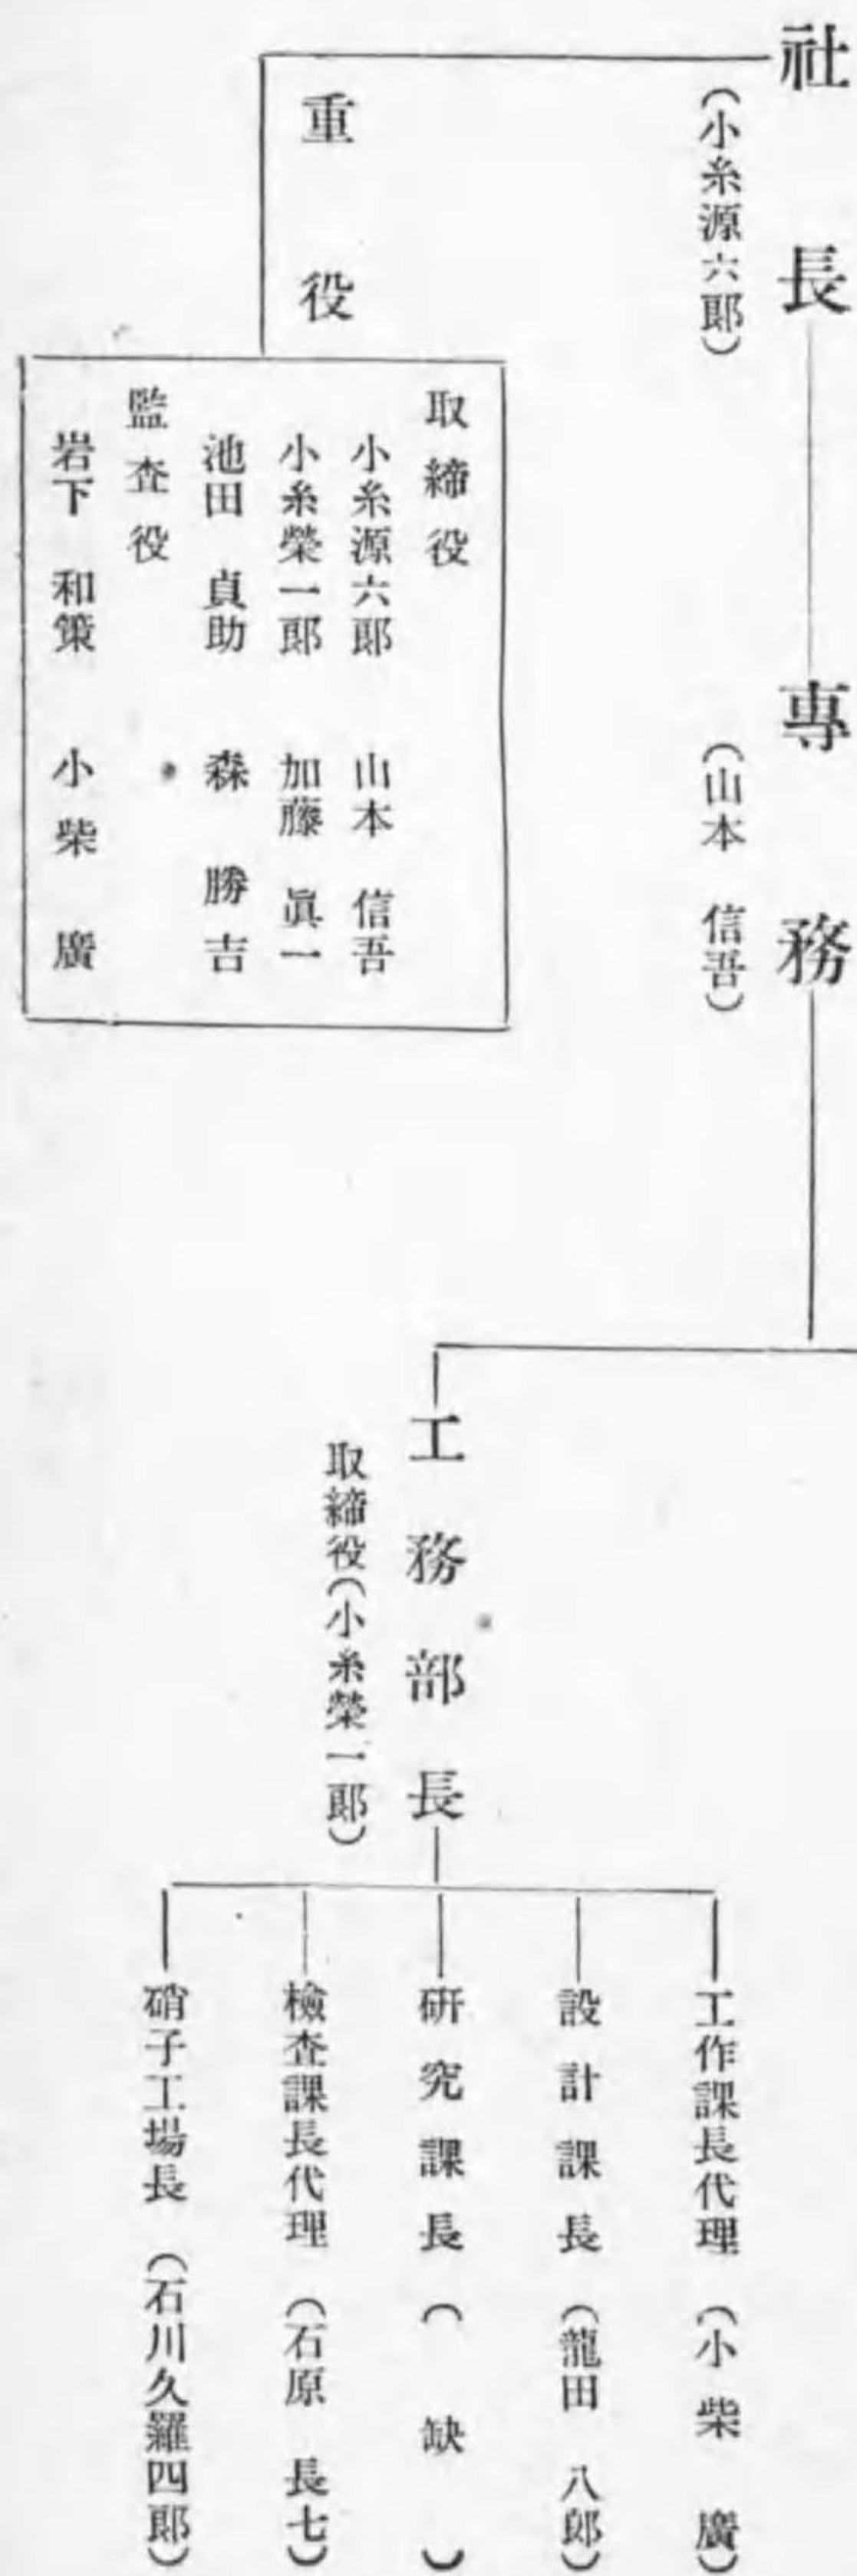 社長
(小糸源六郎)
專務
(山本 信吾)
重役
取締役
小糸源六郎 山本 信吾
小糸榮一郎 加藤 眞一
池田 貞助 森 勝吉
監査役
岩下 和策 小柴 廣
工務部長
取締役(小糸榮一郎)
工作課長代理 (小柴 廣)
設計課長 (龍田 八郎)
研究課長 (缺)
檢查課長代理 (石原 長七)
硝子工場長 (石川久羅四郎)